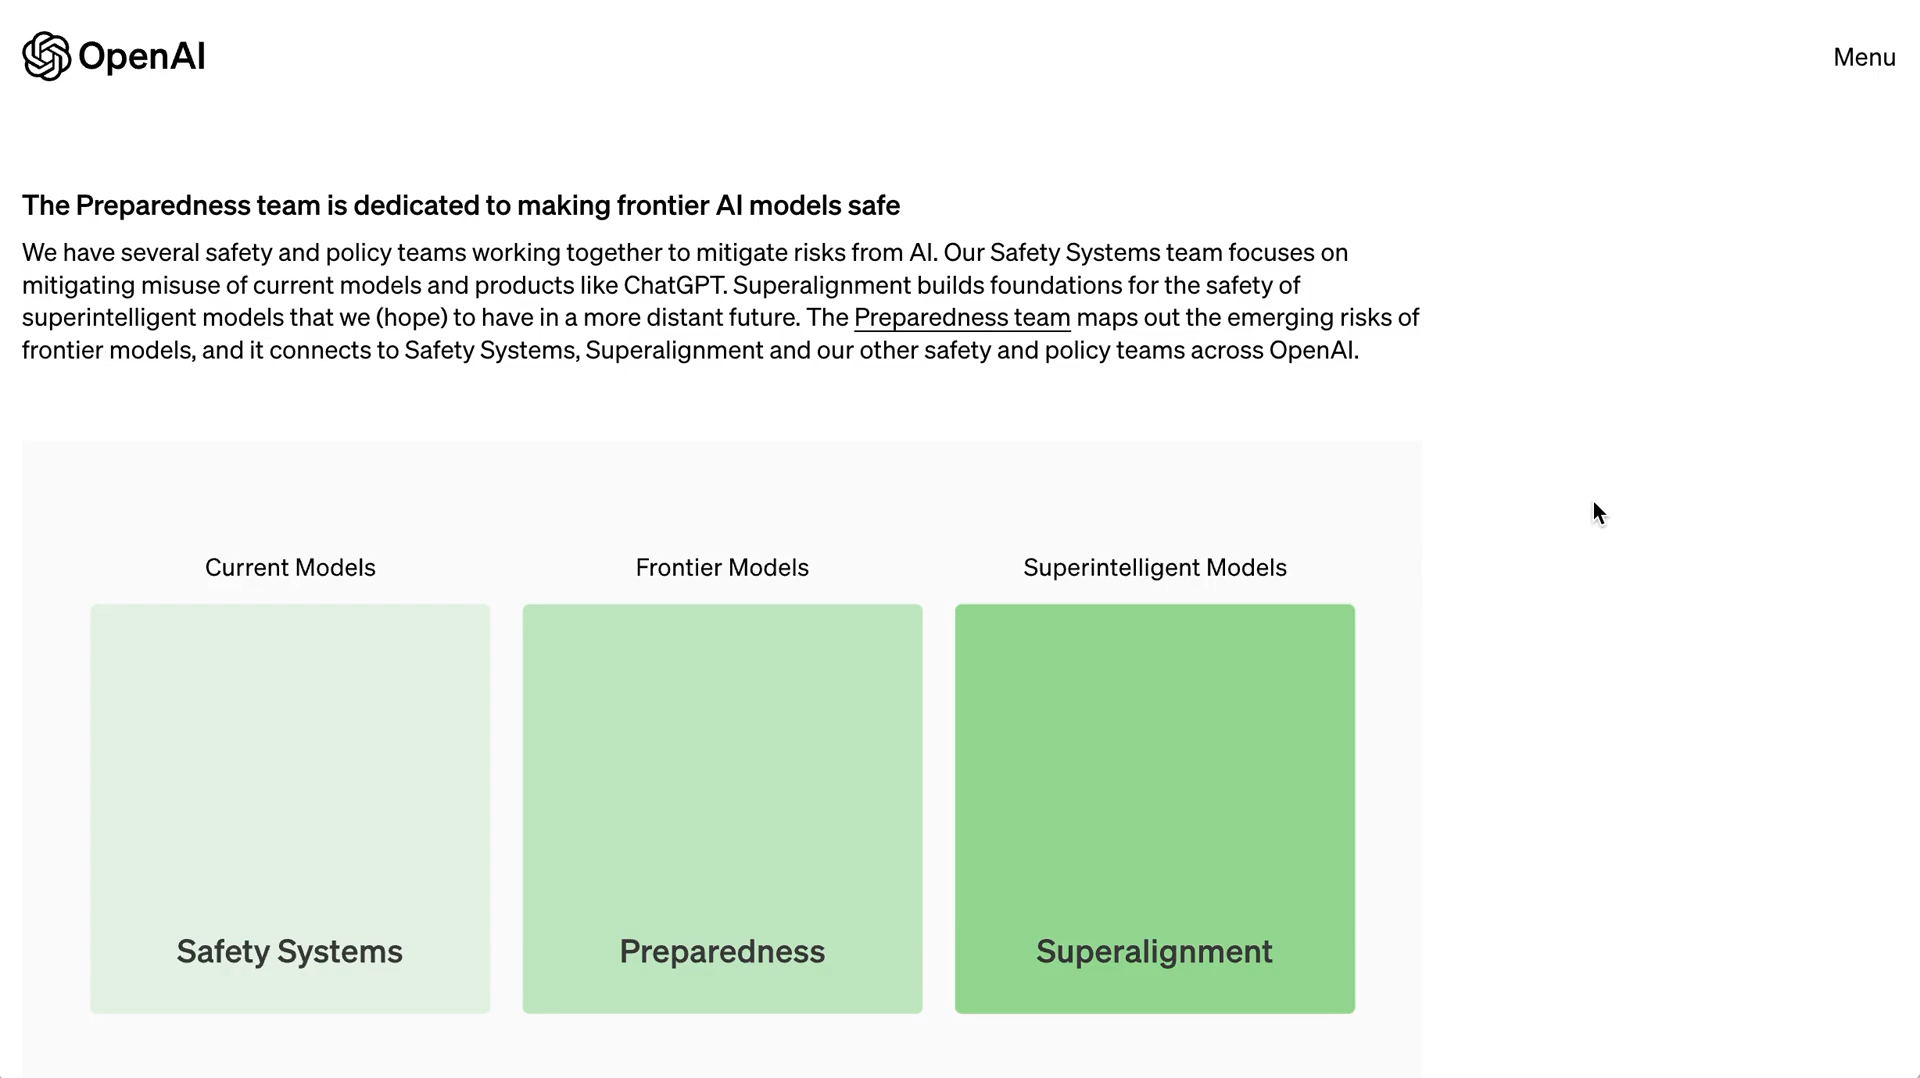 OpenAI
Menu
The Preparedness team is dedicated to making frontier AI models safe
We have several safety and policy teams working together to mitigate risks from AI. Our Safety Systems team focuses on
mitigating misuse of current models and products like ChatGPT. Superalignment builds foundations for the safety of
superintelligent models that we (hope) to have in a more distant future. The Preparedness team maps out the emerging risks of
frontier models, and it connects to Safety Systems, Superalignment and our other safety and policy teams across OpenAI.
Current Models
Frontier Models
Superintelligent Models
Safety Systems
Preparedness
Superalignment